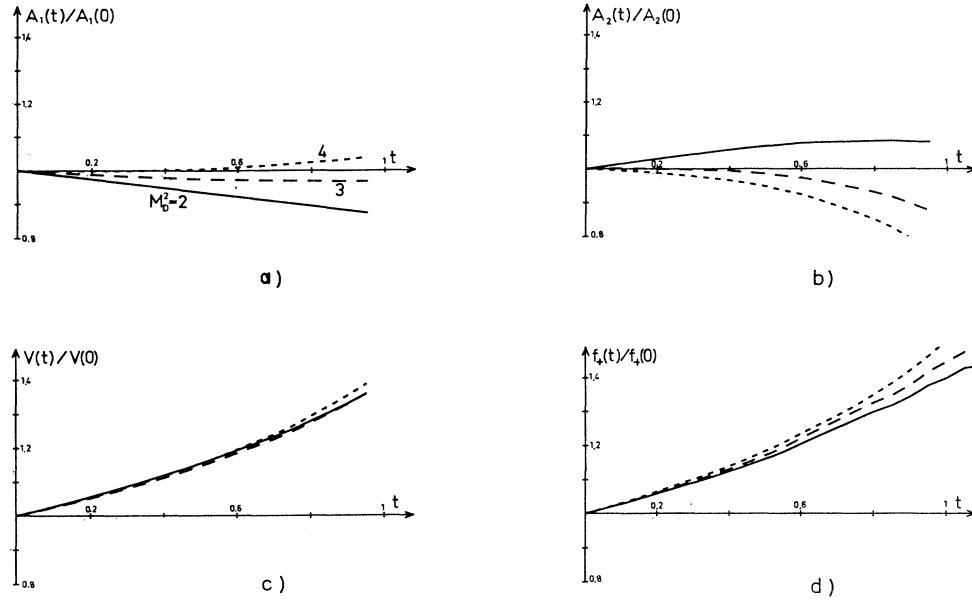 A₁(t)/A₁(0)
1,4
1,2
4
0.2
0.6
1
t
M_D²=2
3
0.8
a)
A₂(t)/A₂(0)
1,4
1,2
0.2
0.6
1
t
0.8
b)
V(t)/V(0)
1,4
1,2
0.2
0.6
1
t
0.8
c)
f₊(t)/f₊(0)
1,4
1,2
0.2
0.6
1
t
0.8
d)